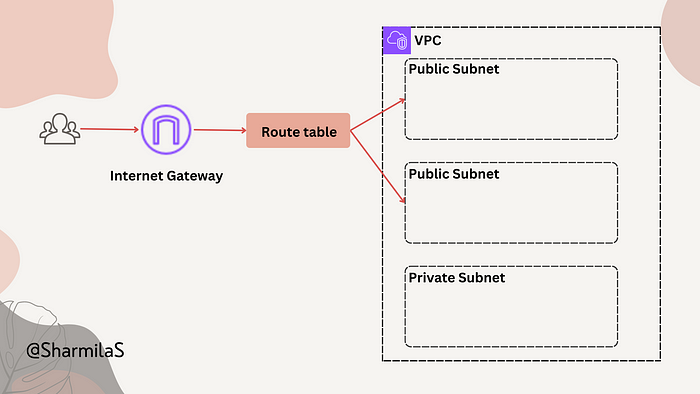 VPC
Public Subnet
Route table
Internet Gateway
Public Subnet
Private Subnet
@SharmilaS